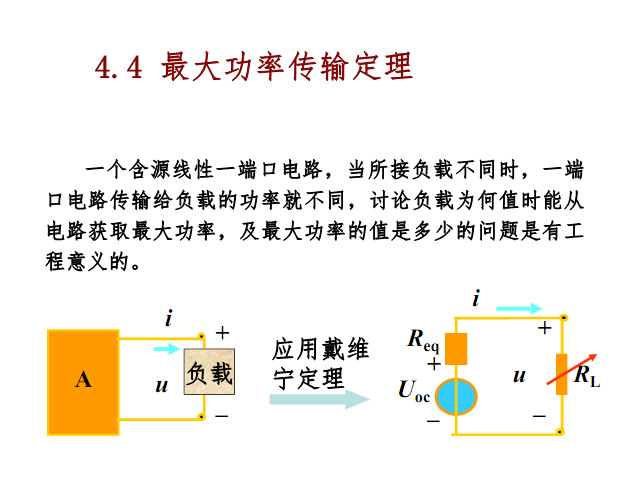 4.4 最大功率传输定理
一个含源线性一端口电路，当所接负载不同时，一端
口电路传输给负载的功率就不同，讨论负载为何值时能从
电路获取最大功率，及最大功率的值是多少的问题是有工
程意义的。
i
+
A
u
负载
−
应用戴维
宁定理
i
+
Req
+
Uoc
−
u
RL
−